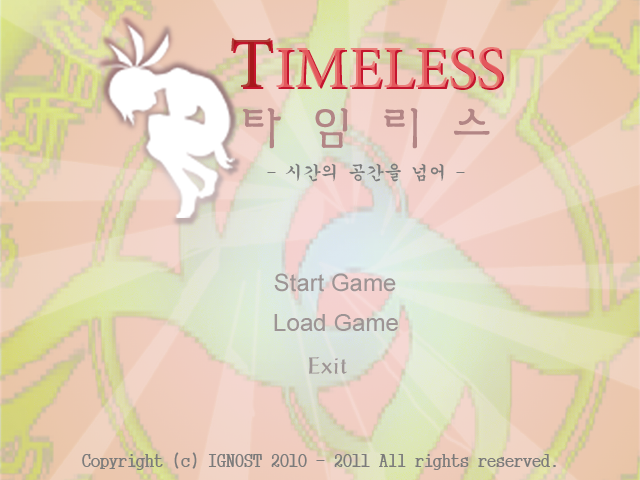 TIMELESS
타임리스
- 시간의 공간을 넘어 -
Start Game
Load Game
Exit
Copyright (c) IGNOST 2010 - 2011 All rights reserved.